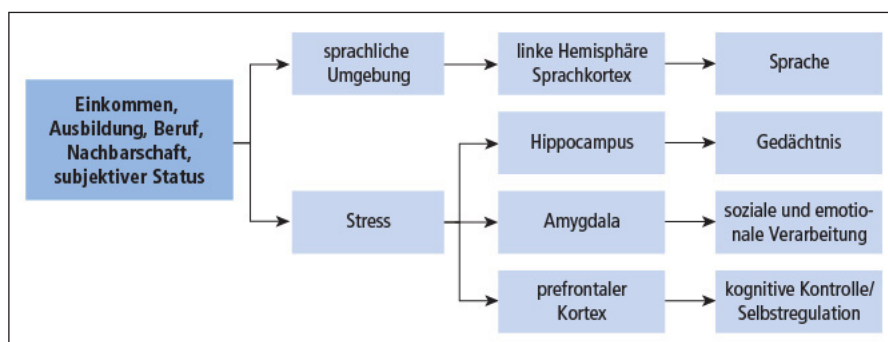 sprachliche
Umgebung
linke Hemisphäre
Sprachkortex
Sprache
Einkommen,
Ausbildung, Beruf,
Nachbarschaft,
subjektiver Status
Hippocampus
Gedächtnis
Stress
Amygdala
soziale und emotio-
nale Verarbeitung
prefrontaler
Kortex
kognitive Kontrolle/
Selbstregulation